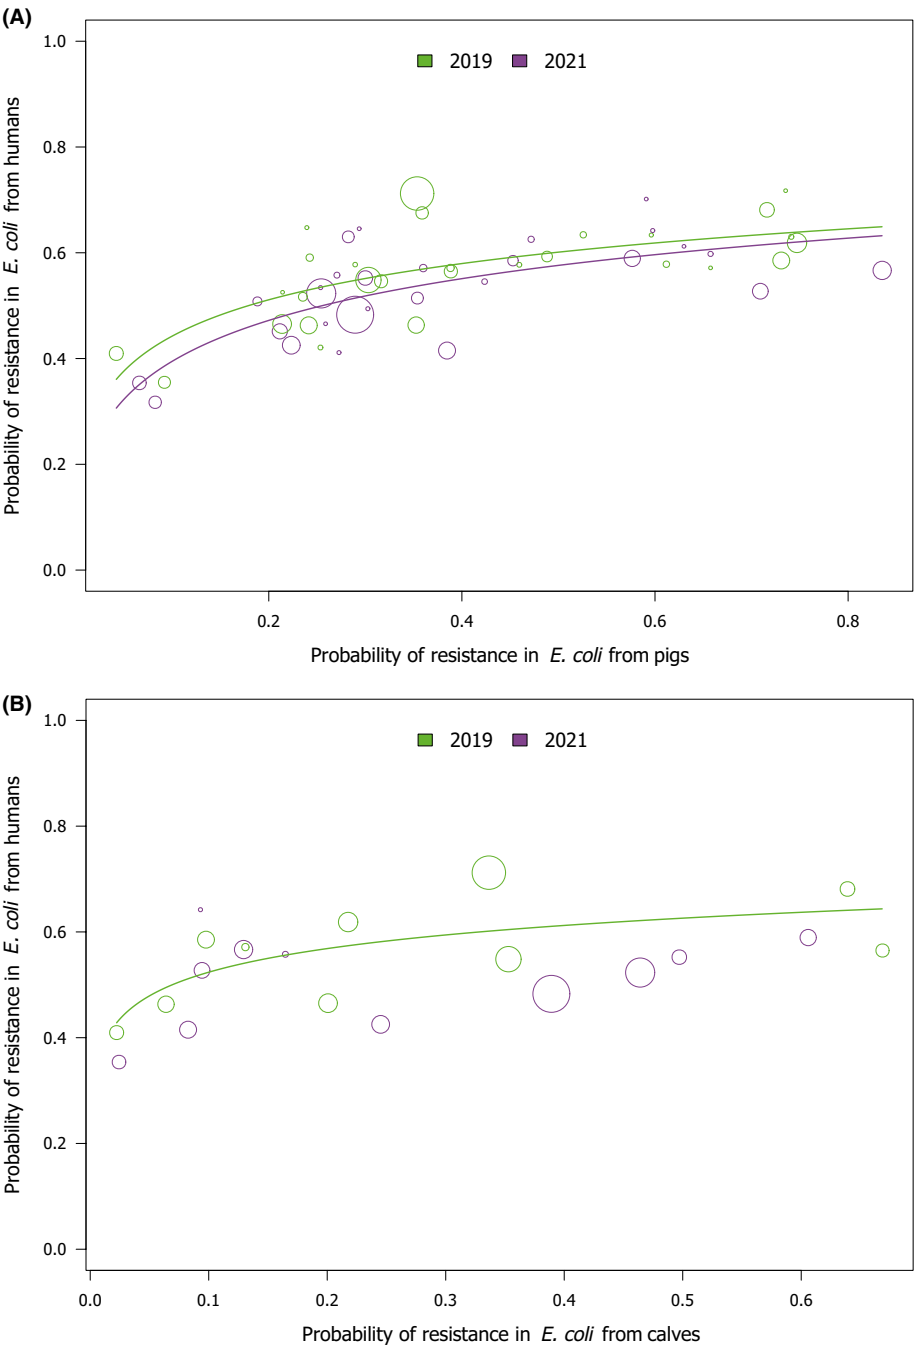 (A)
1.0
2019 2021
0.8
0.6
0.4
0.2
0.0
Probability of resistance in E. coli from humans
0.2 0.4 0.6 0.8
Probability of resistance in E. coli from pigs
(B)
1.0
2019 2021
0.8
0.6
0.4
0.2
0.0
Probability of resistance in E. coli from humans
0.0 0.1 0.2 0.3 0.4 0.5 0.6
Probability of resistance in E. coli from calves